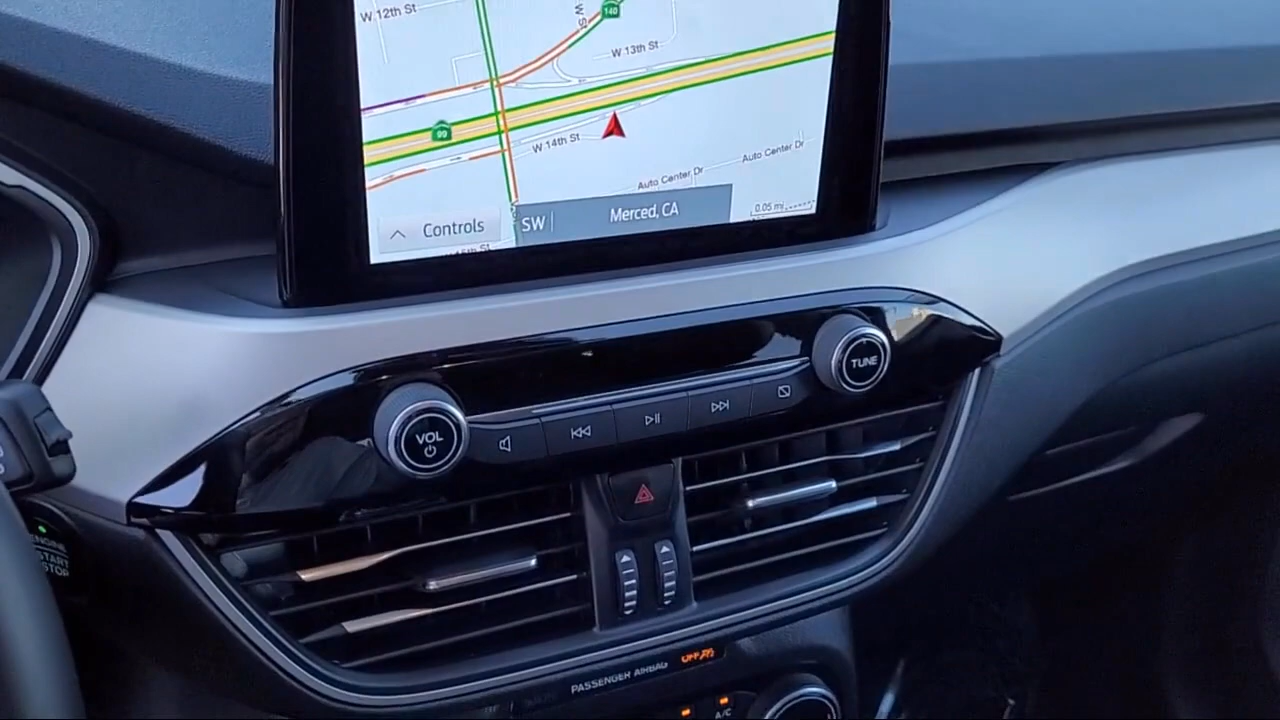 W 12th St
W St
140
W 13th St
99
W 14th St
Auto Center Dr
Auto Center Dr
Controls
SW
Merced, CA
0.05 mi
TUNE
VOL
ENGINE
START
STOP
PASSENGER AIRBAG
OFF
A/C